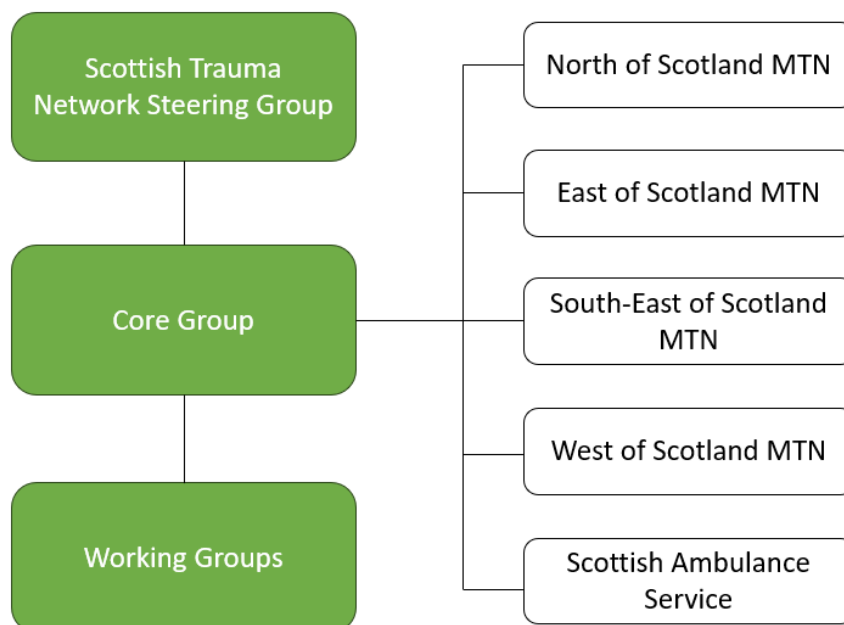 Scottish Trauma
Network Steering Group
Core Group
Working Groups
North of Scotland MTN
East of Scotland MTN
South-East of Scotland
MTN
West of Scotland MTN
Scottish Ambulance
Service